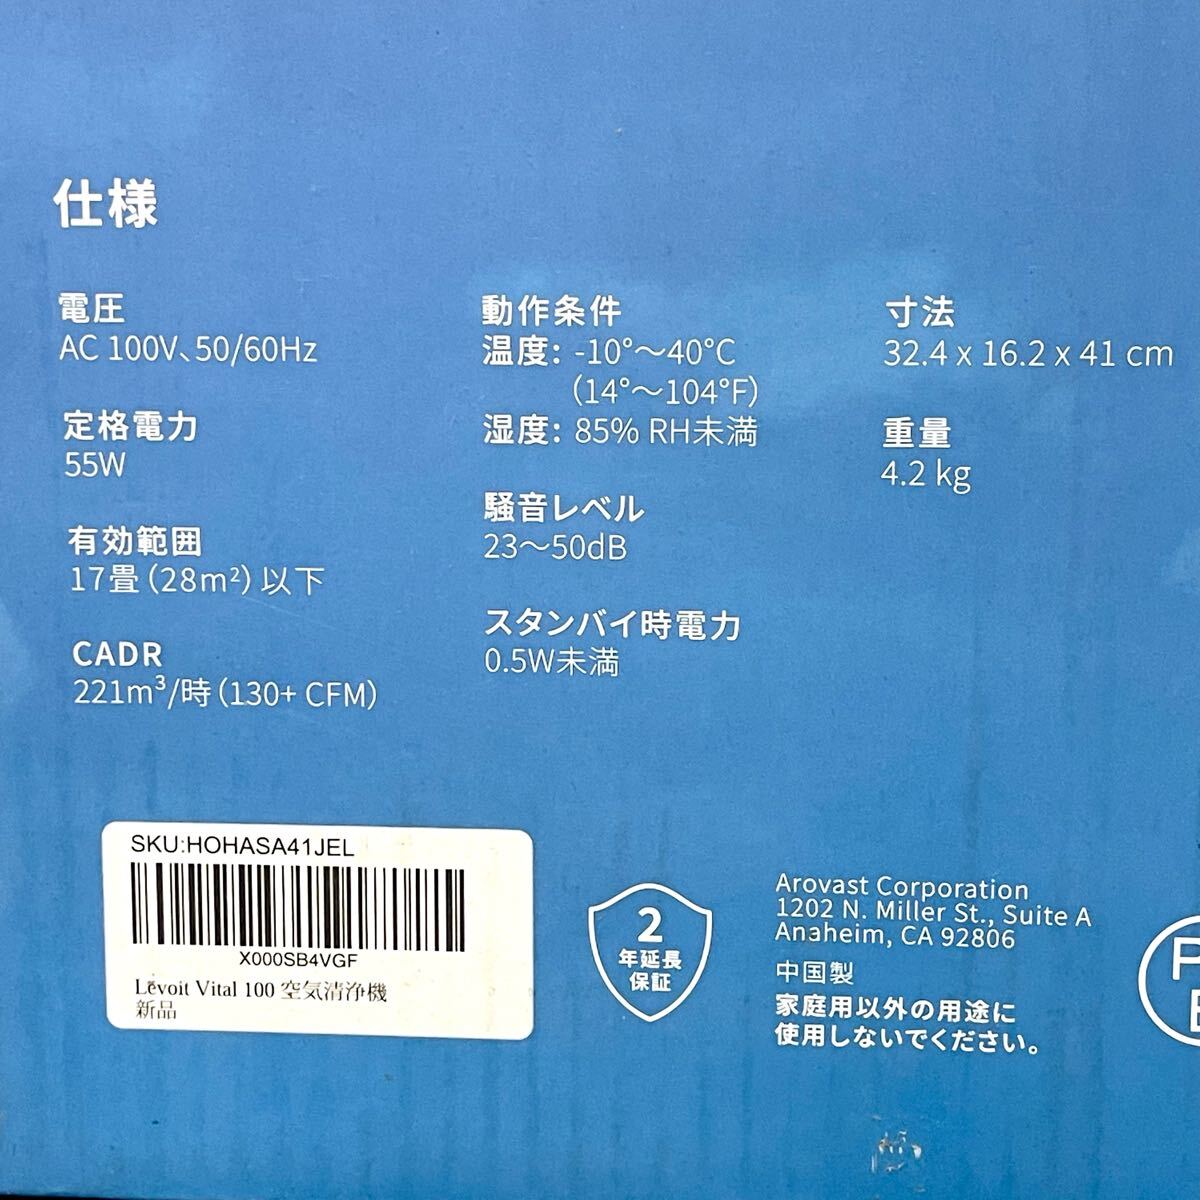 仕様
電圧
AC 100V、50/60Hz
定格電力
55W
有効範囲
17畳(28m²)以下
CADR
221m³/時(130+ CFM)
動作条件
温度: -10°〜40°C
(14°〜104°F)
湿度: 85% RH未満
騒音レベル
23〜50dB
スタンバイ時電力
0.5W未満
寸法
32.4 x 16.2 x 41 cm
重量
4.2 kg
SKU:HOHASA41JEL
X000SB4VGF
Levoit Vital 100 空気清浄機
新品
2
年延長
保証
Arovast Corporation
1202 N. Miller St., Suite A
Anaheim, CA 92806
中国製
家庭用以外の用途に
使用しないでください。